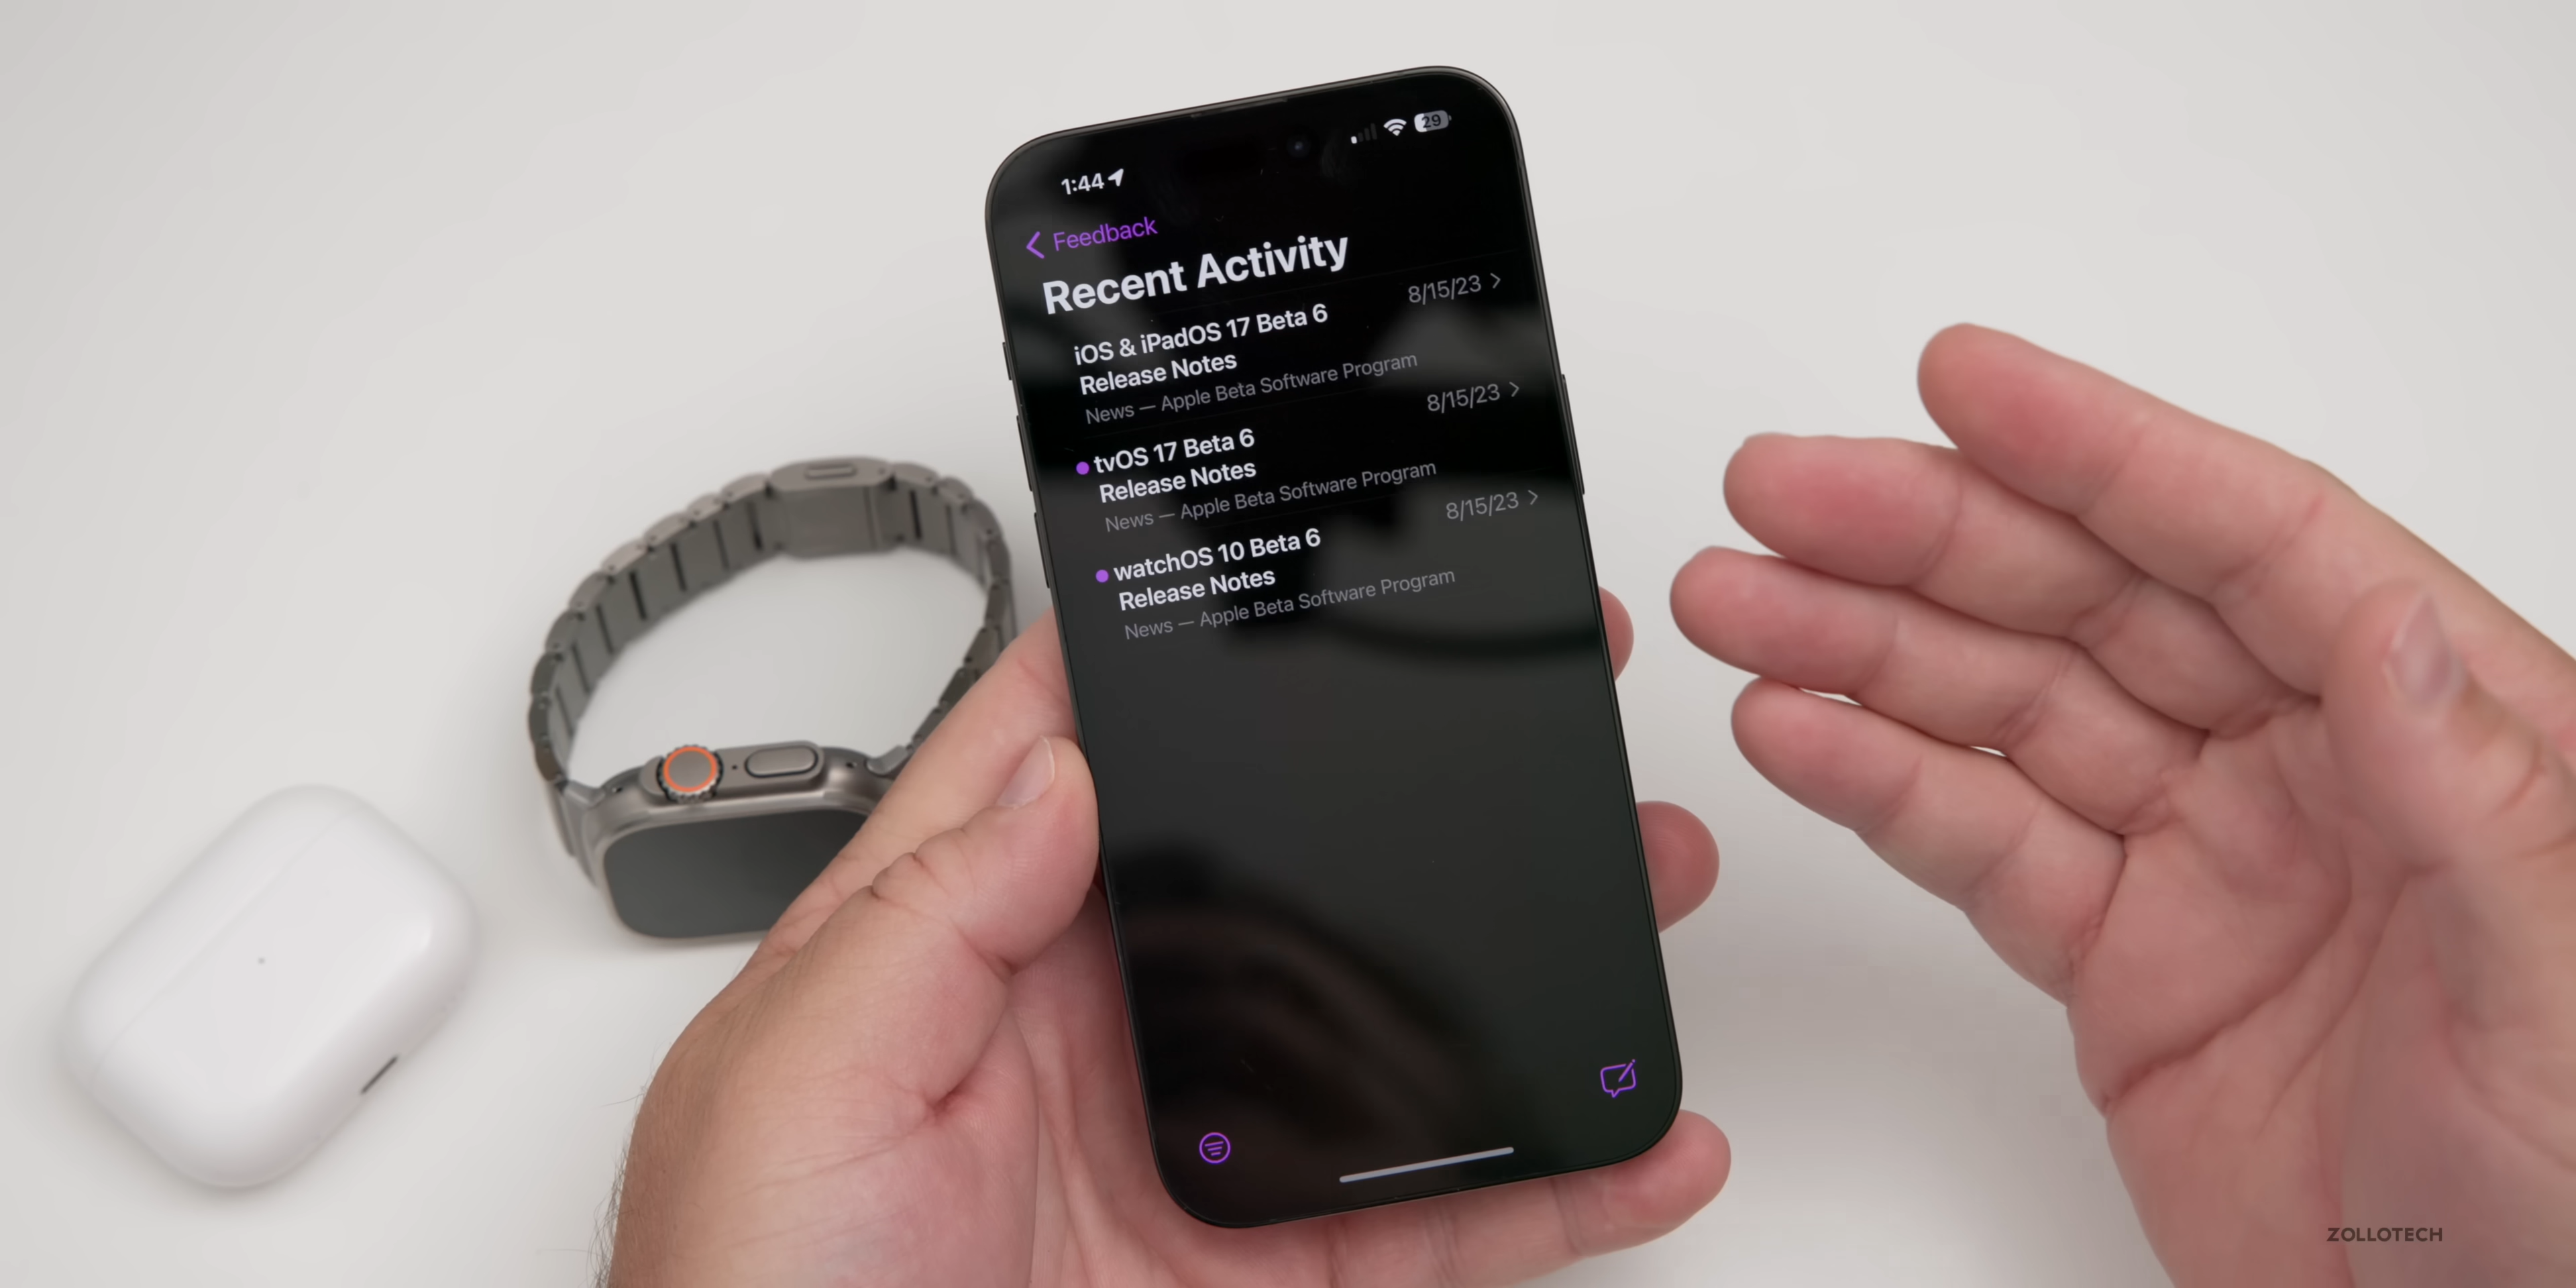 1:44
29
Feedback
Recent Activity
8/15/23
iOS & iPadOS 17 Beta 6
Release Notes
News — Apple Beta Software Program
8/15/23
tvOS 17 Beta 6
Release Notes
News — Apple Beta Software Program
8/15/23
watchOS 10 Beta 6
Release Notes
News — Apple Beta Software Program
ZOLLOTECH